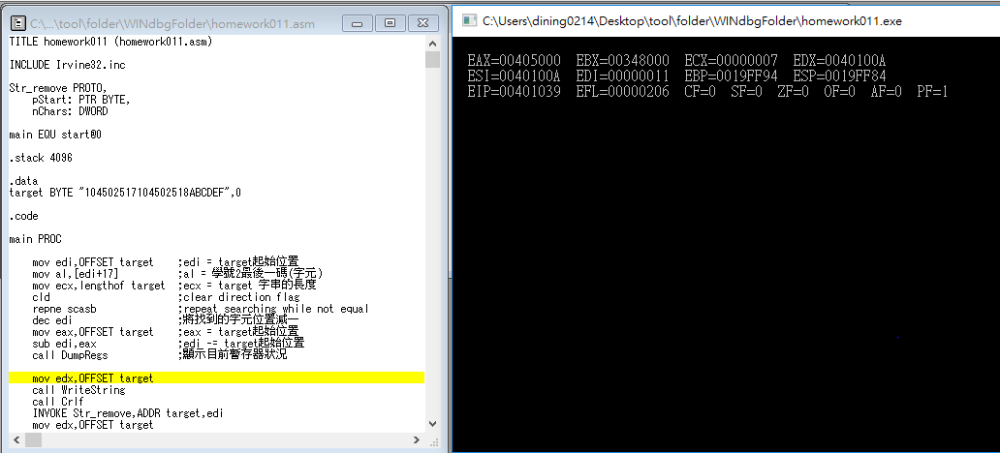 C:\...\tool\folder\WINdbgFolder\homework011.asm
TITLE homework011 (homework011.asm)
INCLUDE Irvine32.inc
Str_remove PROTO,
pStart: PTR BYTE,
nChars: DWORD
main EQU start@0
.stack 4096
.data
target BYTE "104502517104502518ABCDEF",0
.code
main PROC
mov edi,OFFSET target ;edi = target起始位置
mov al,[edi+17] ;al = 學號2最後一碼(字元)
mov ecx,lengthof target ;ecx = target 字串的長度
cld ;clear direction flag
repne scasb ;repeat searching while not equal
dec edi ;將找到的字元位置減一
mov eax,OFFSET target ;eax = target起始位置
sub edi,eax ;edi -= target起始位置
call DumpRegs ;顯示目前暫存器狀況
mov edx,OFFSET target
call WriteString
call Crlf
INVOKE Str_remove,ADDR target,edi
mov edx,OFFSET target
C:\Users\dining0214\Desktop\tool\folder\WINdbgFolder\homework011.exe
EAX=00405000 EBX=00348000 ECX=00000007 EDX=0040100A
ESI=0040100A EDI=00000011 EBP=0019FF94 ESP=0019FF84
EIP=00401039 EFL=00000206 CF=0 SF=0 ZF=0 OF=0 AF=0 PF=1